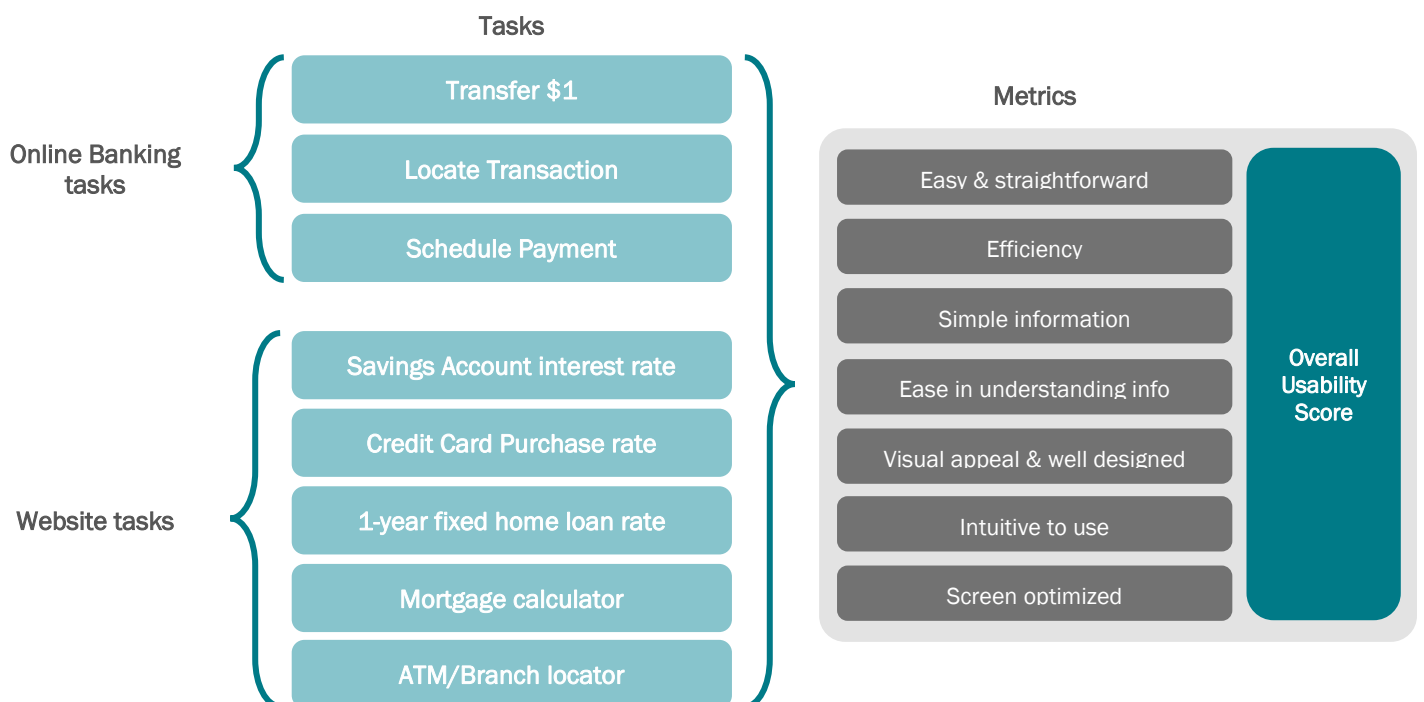 Tasks
Online Banking
tasks
Transfer $1
Locate Transaction
Schedule Payment
Website tasks
Savings Account interest rate
Credit Card Purchase rate
1-year fixed home loan rate
Mortgage calculator
ATM/Branch locator
Metrics
Easy & straightforward
Efficiency
Simple information
Ease in understanding info
Visual appeal & well designed
Intuitive to use
Screen optimized
Overall
Usability
Score